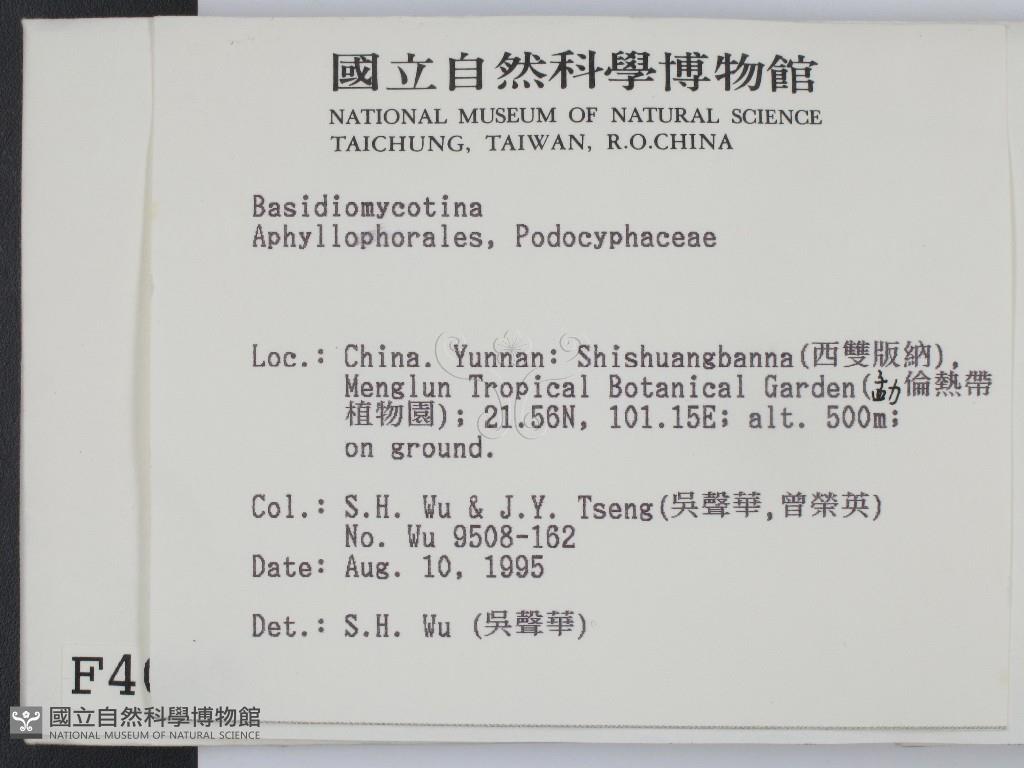 國立自然科學博物館
NATIONAL MUSEUM OF NATURAL SCIENCE
TAICHUNG, TAIWAN, R.O.CHINA
Basidiomycotina
Aphyllophorales, Podocyphaceae
Loc.: China. Yunnan: Shishuangbanna(西雙版納),
Menglun Tropical Botanical Garden(勐倫熱帶
植物園); 21.56N, 101.15E; alt. 500m;
on ground.
Col.: S.H. Wu & J.Y. Tseng(吳聲華,曾榮英)
No. Wu 9508-162
Date: Aug. 10, 1995
Det.: S.H. Wu (吳聲華)
F4
國立自然科學博物館
NATIONAL MUSEUM OF NATURAL SCIENCE